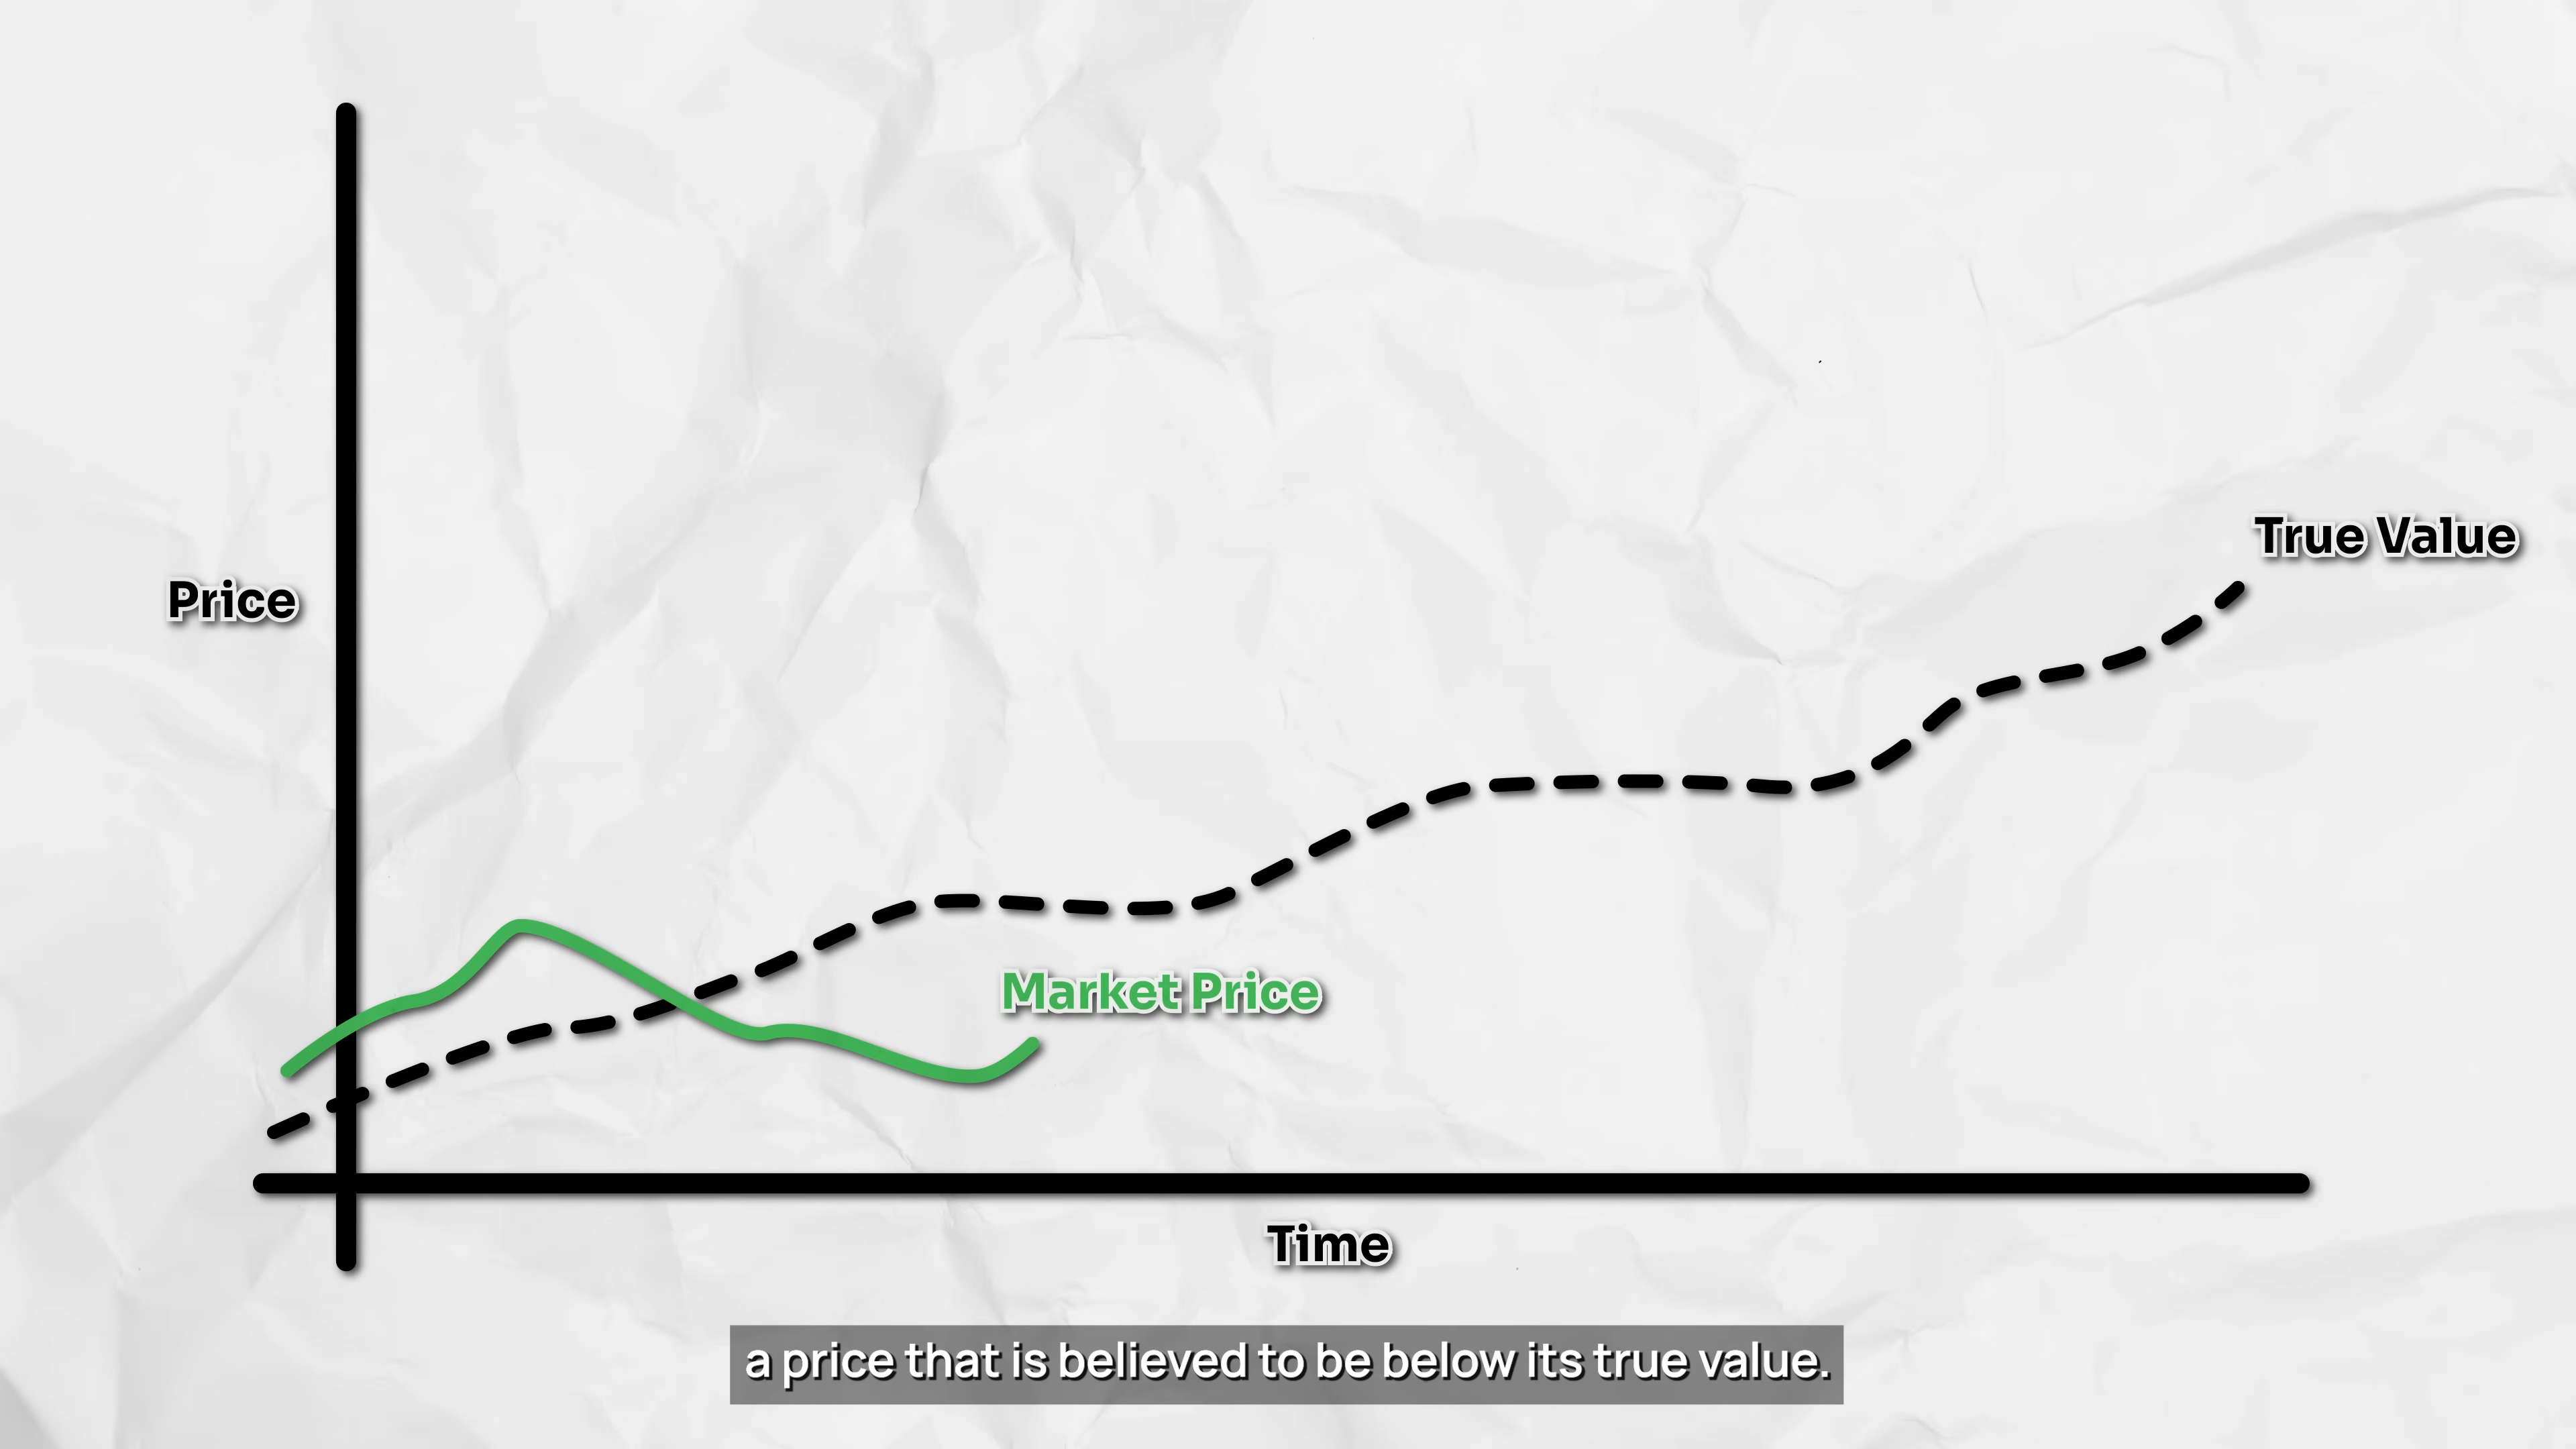 True Value
Price
Market Price
Time
a price that is believed to be below its true value.